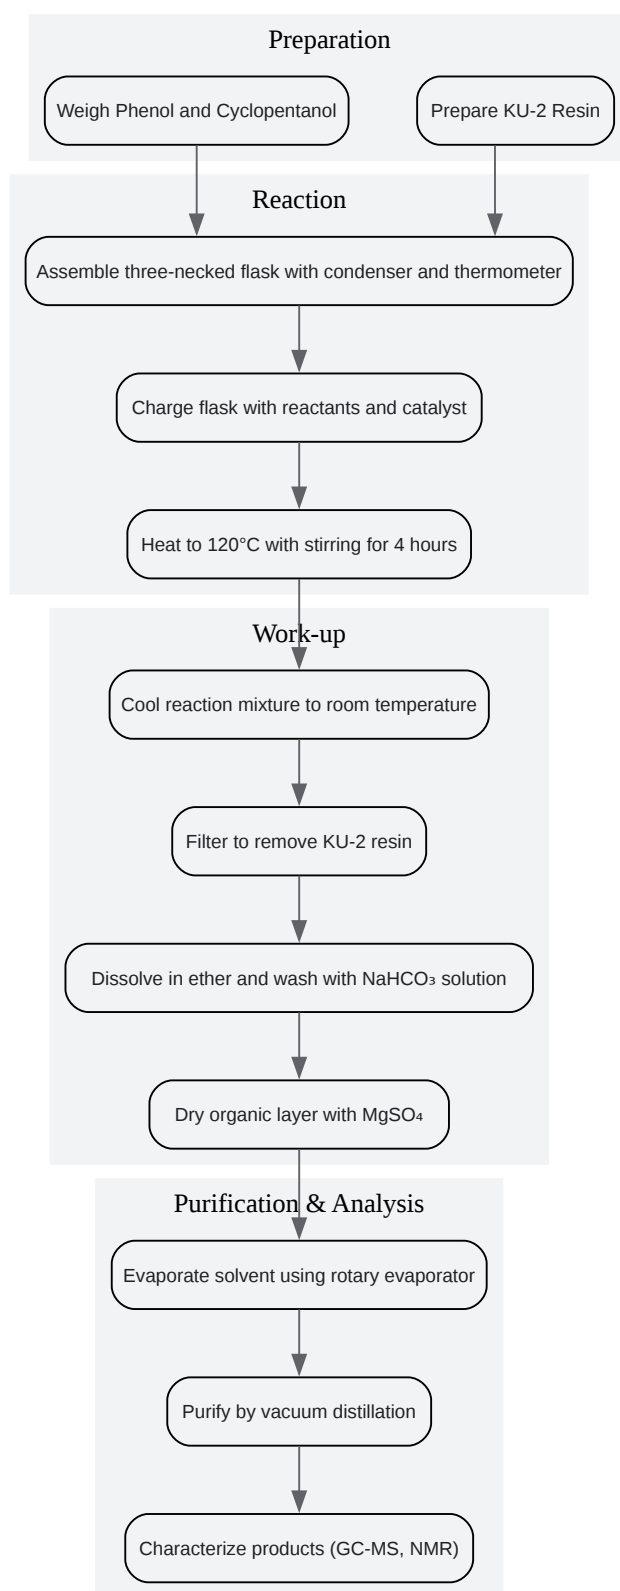 Preparation
Weigh Phenol and Cyclopentanol
Prepare KU-2 Resin
Reaction
Assemble three-necked flask with condenser and thermometer
Charge flask with reactants and catalyst
Heat to 120°C with stirring for 4 hours
Work-up
Cool reaction mixture to room temperature
Filter to remove KU-2 resin
Dissolve in ether and wash with NaHCO₃ solution
Dry organic layer with MgSO₄
Purification & Analysis
Evaporate solvent using rotary evaporator
Purify by vacuum distillation
Characterize products (GC-MS, NMR)